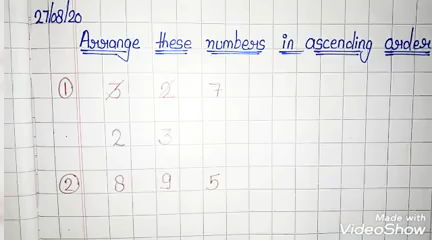 27/08/20
Arrange these numbers in ascending order
① 3 2 7
2 3
② 8 9 5
Made with
VideoShow